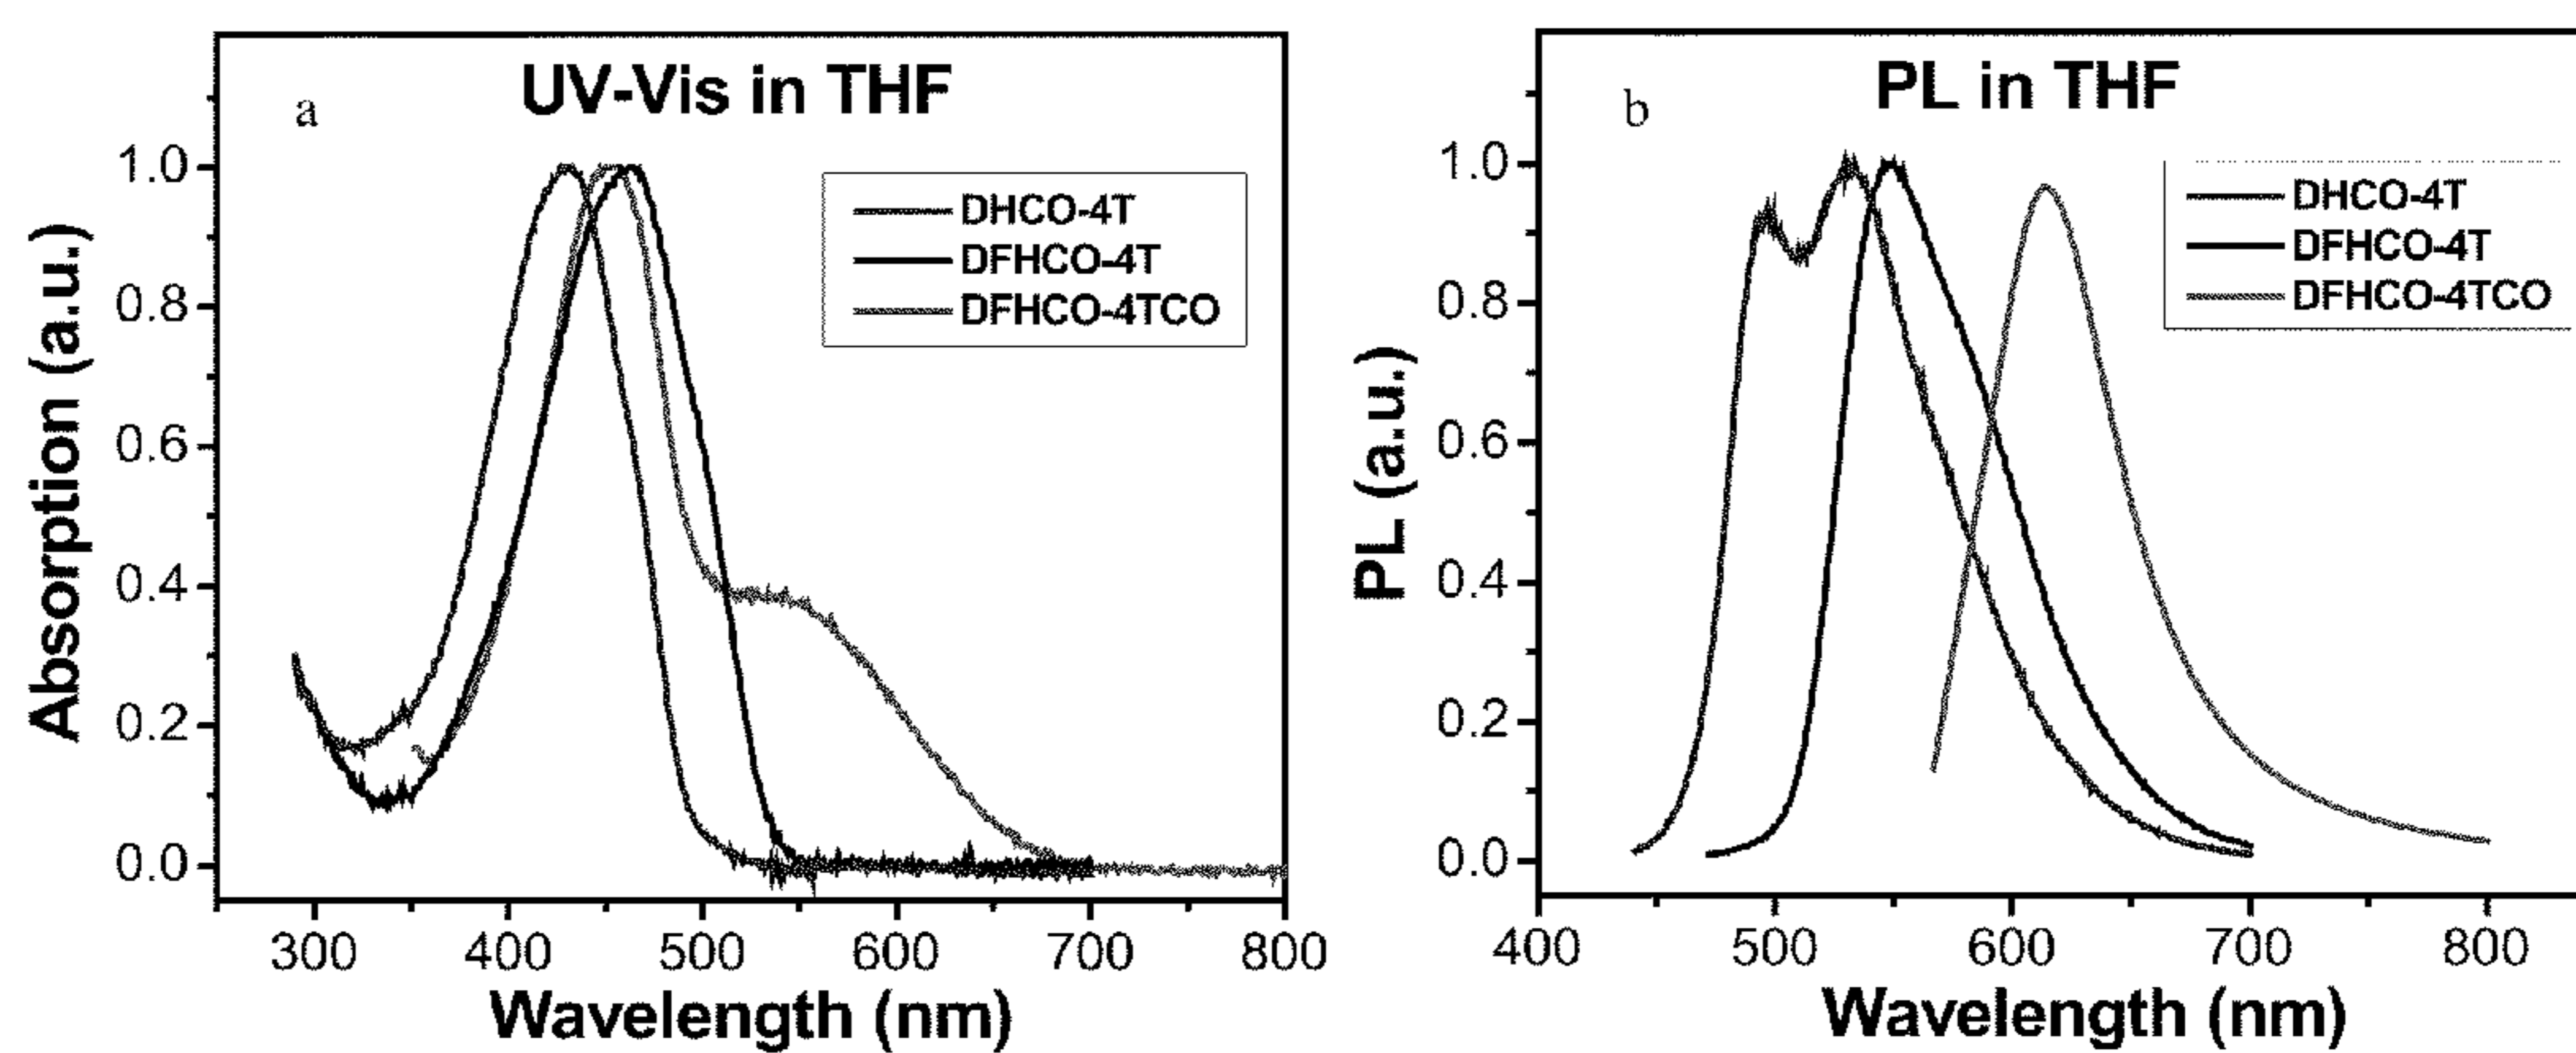 a
UV-Vis in THF
DHCO-4T
DFHCO-4T
DFHCO-4TCO
Absorption (a.u.)
1.0
0.8
0.6
0.4
0.2
0.0
300 400 500 600 700 800
Wavelength (nm)
b
PL in THF
DHCO-4T
DFHCO-4T
DFHCO-4TCO
PL (a.u.)
1.0
0.8
0.6
0.4
0.2
0.0
400 500 600 700 800
Wavelength (nm)